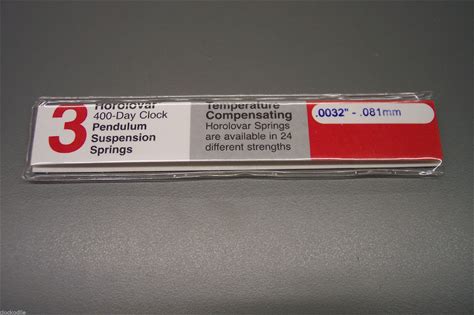 3
Horolovar
400-Day Clock
Pendulum
Suspension
Springs
Temperature
Compensating
Horolovar Springs
are available in 24
different strengths
.0032" - .081mm
clockodile